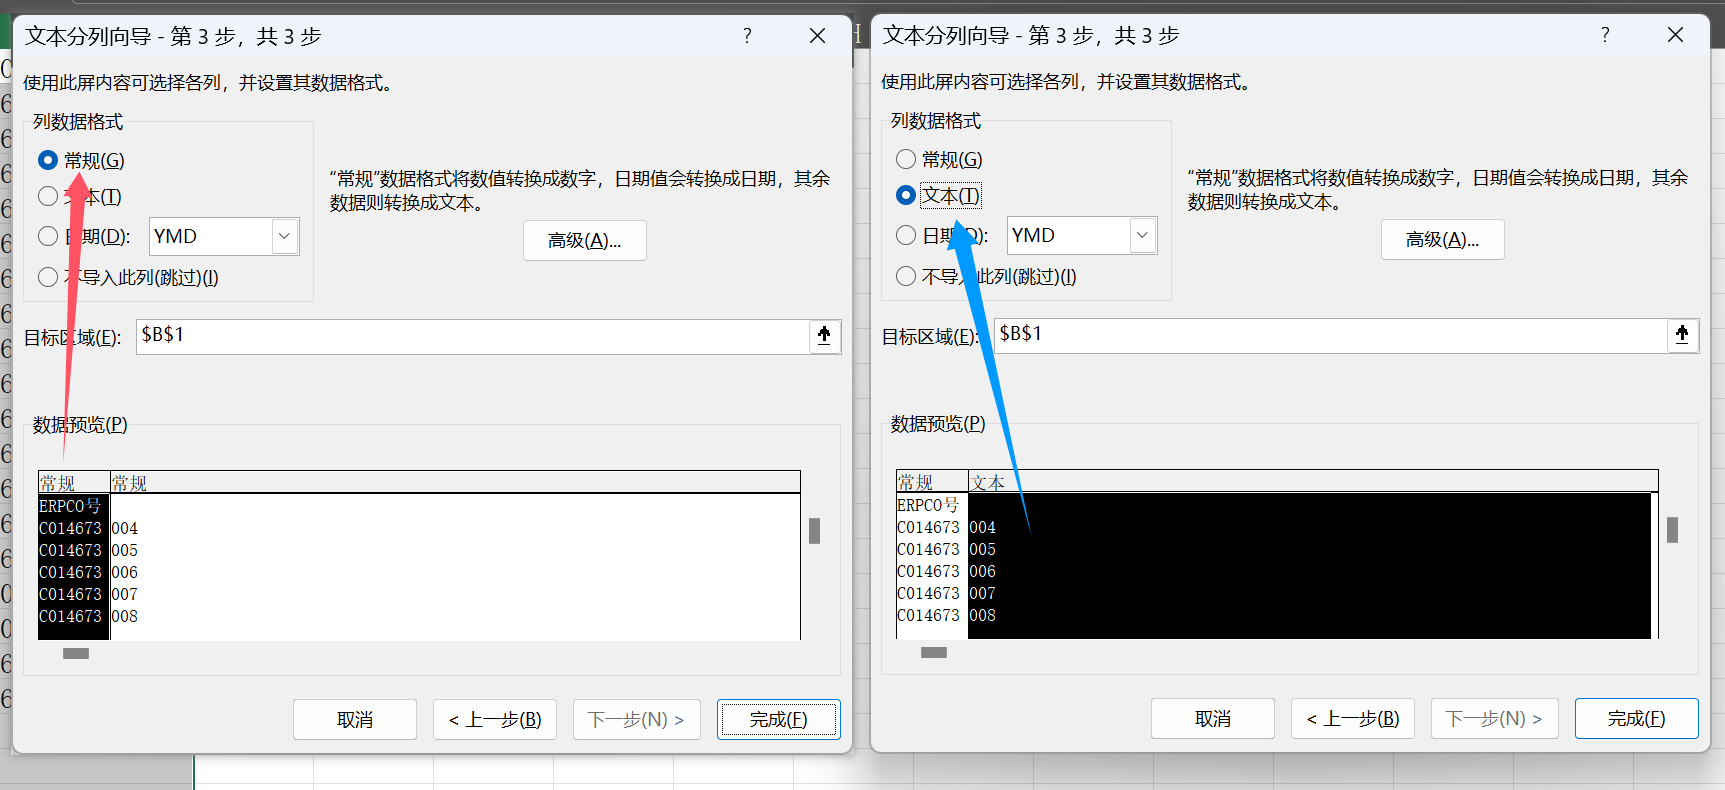 文本分列向导 - 第 3 步，共 3 步
?
使用此屏内容可选择各列，并设置其数据格式。
列数据格式
常规(G)
文本(T)
日期(D):
YMD
不导入此列(跳过)(I)
“常规”数据格式将数值转换成数字，日期值会转换成日期，其余
数据则转换成文本。
高级(A)...
目标区域(E):
$B$1
数据预览(P)
常规 常规
ERPCO号
C014673 004
C014673 005
C014673 006
C014673 007
C014673 008
取消
< 上一步(B)
下一步(N) >
完成(F)
文本分列向导 - 第 3 步，共 3 步
?
使用此屏内容可选择各列，并设置其数据格式。
列数据格式
常规(G)
文本(T)
日期(D):
YMD
不导入此列(跳过)(I)
“常规”数据格式将数值转换成数字，日期值会转换成日期，其余
数据则转换成文本。
高级(A)...
目标区域(E):
$B$1
数据预览(P)
常规 文本
ERPCO号
C014673 004
C014673 005
C014673 006
C014673 007
C014673 008
取消
< 上一步(B)
下一步(N) >
完成(F)